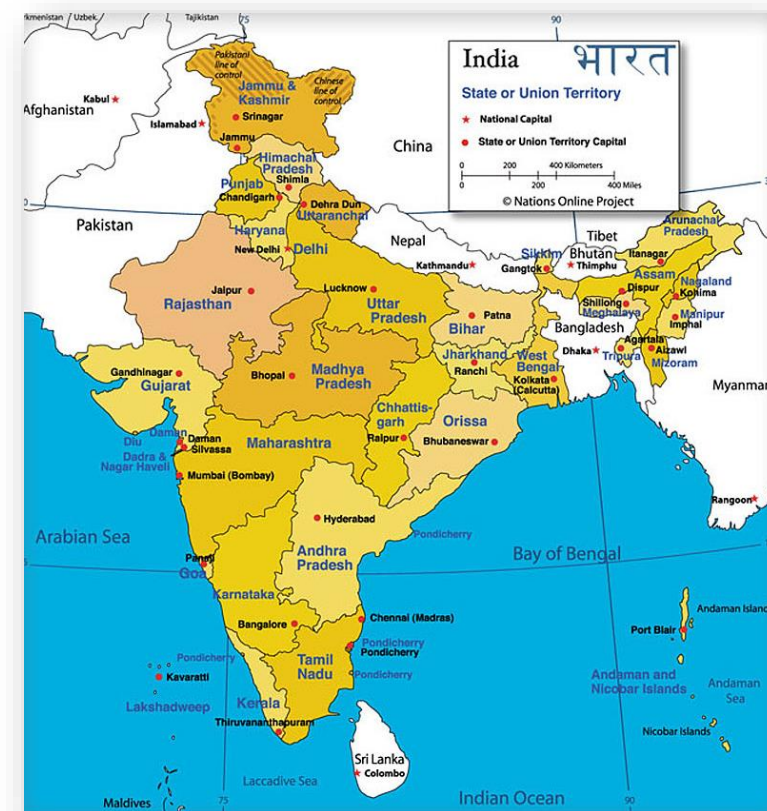 rkmenistan
Uzbek.
Tajikistan
75
90
India भारत
State or Union Territory
National Capital
State or Union Territory Capital
0 200 400 Kilometers
0 200 400 Miles
© Nations Online Project
Pakistani
line of
control
Chinese
line of
control
Jammu &
Kashmir
Kabul
Afghanistan
Srinagar
Islamabad
Jammu
China
Himachal
Pradesh
Shimla
Punjab
Chandigarh
Dehra Dun
Uttaranchal
Pakistan
Haryana
New Delhi
Delhi
Nepal
Kathmandu
Tibet
Arunachal
Pradesh
Sikkim
Bhutan
Gangtok
Thimphu
Itanagar
Assam
Jaipur
Rajasthan
Lucknow
Uttar
Pradesh
Dispur
Nagaland
Kohima
Shillong
Meghalaya
Patna
Bihar
Manipur
Imphal
Bangladesh
Agartala
Dhaka
Aizawl
Tripura
Mizoram
Jharkhand
Ranchi
West
Bengal
Kolkata
(Calcutta)
Gandhinagar
Gujarat
Bhopal
Madhya
Pradesh
Myanmar
Chhattis-
garh
Raipur
Orissa
Bhubaneswar
Daman
Diu
Daman
Silvassa
Dadra &
Nagar Haveli
Maharashtra
Mumbai (Bombay)
Rangoon
Hyderabad
Arabian Sea
Pondicherry
Bay of Bengal
Andhra
Pradesh
Panaji
Goa
Karnataka
Bangalore
Chennai (Madras)
Andaman Island
Port Blair
Pondicherry
Pondicherry
Pondicherry
Tamil
Nadu
Pondicherry
Kavaratti
Lakshadweep
Andaman and
Nicobar Islands
Andaman
Sea
Kerala
Thiruvananthapuram
Nicobar Islands
Sri Lanka
Colombo
Laccadive Sea
Indian Ocean
Maldives
75
90